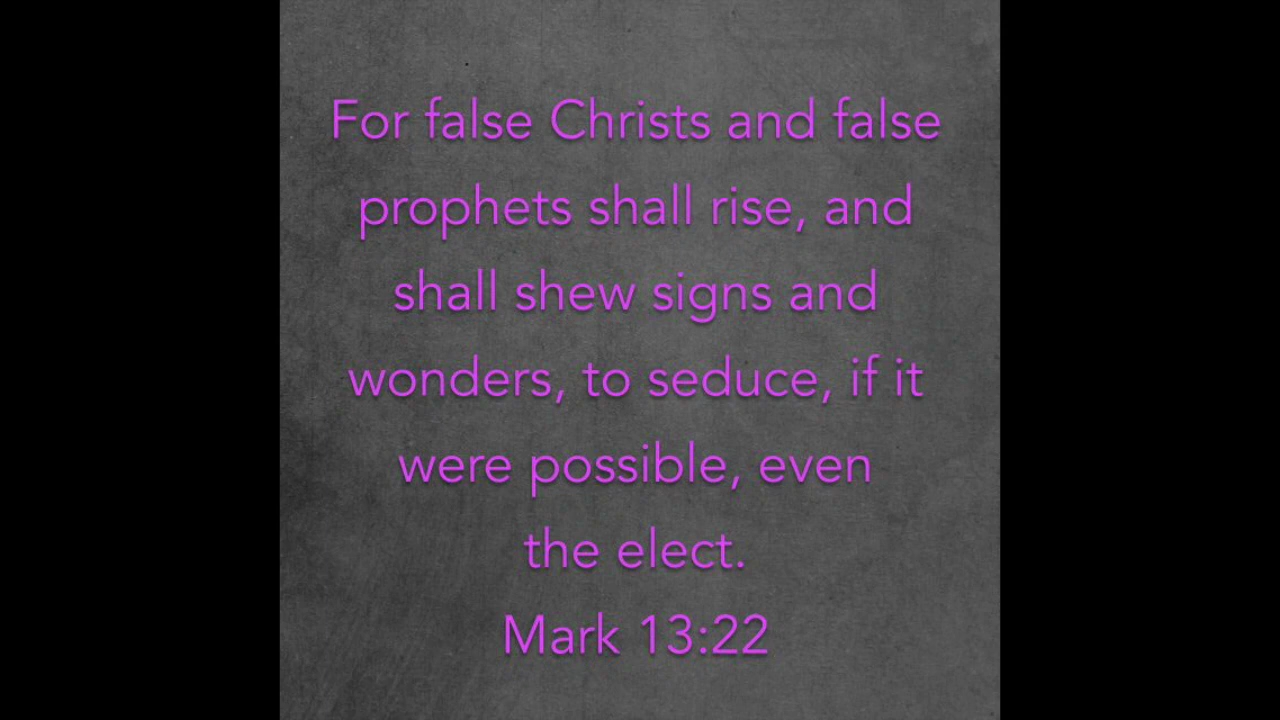 For false Christs and false
prophets shall rise, and
shall shew signs and
wonders, to seduce, if it
were possible, even
the elect.
Mark 13:22